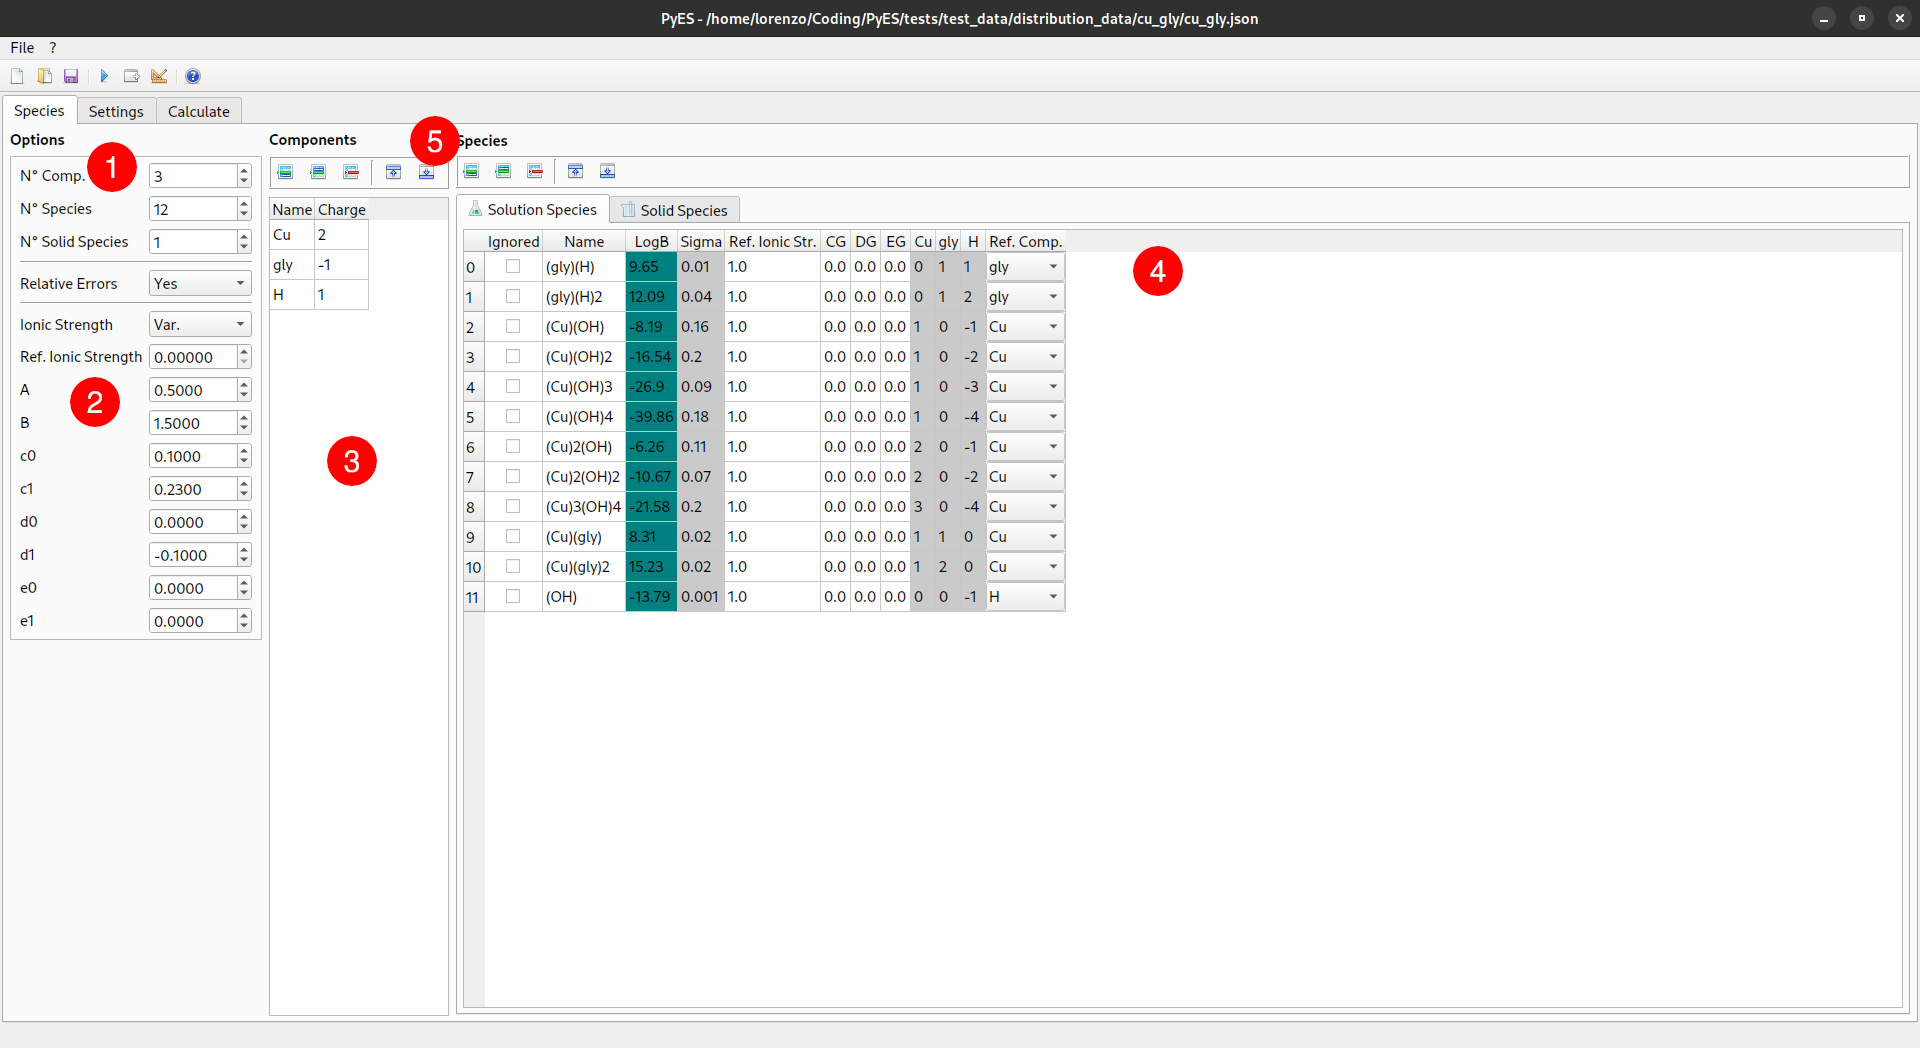 PyES - /home/lorenzo/Coding/PyES/tests/test_data/distribution_data/cu_gly/cu_gly.json
File ?
Species Settings Calculate
Options
1
N° Comp. 3
N° Species 12
N° Solid Species 1
Relative Errors Yes
Ionic Strength Var.
Ref. Ionic Strength 0.00000
A 0.5000
2
B 1.5000
c0 0.1000
c1 0.2300
d0 0.0000
d1 -0.1000
e0 0.0000
e1 0.0000
Components
5
Name Charge
Cu 2
gly -1
H 1
3
Species
Solution Species Solid Species
Ignored Name LogB Sigma Ref. Ionic Str. CG DG EG Cu gly H Ref. Comp.
0 (gly)(H) 9.65 0.01 1.0 0.0 0.0 0.0 0 1 1 gly
1 (gly)(H)2 12.09 0.04 1.0 0.0 0.0 0.0 0 1 2 gly
2 (Cu)(OH) -8.19 0.16 1.0 0.0 0.0 0.0 1 0 -1 Cu
3 (Cu)(OH)2 -16.54 0.2 1.0 0.0 0.0 0.0 1 0 -2 Cu
4 (Cu)(OH)3 -26.9 0.09 1.0 0.0 0.0 0.0 1 0 -3 Cu
5 (Cu)(OH)4 -39.86 0.18 1.0 0.0 0.0 0.0 1 0 -4 Cu
6 (Cu)2(OH) -6.26 0.11 1.0 0.0 0.0 0.0 2 0 -1 Cu
7 (Cu)2(OH)2 -10.67 0.07 1.0 0.0 0.0 0.0 2 0 -2 Cu
8 (Cu)3(OH)4 -21.58 0.2 1.0 0.0 0.0 0.0 3 0 -4 Cu
9 (Cu)(gly) 8.31 0.02 1.0 0.0 0.0 0.0 1 1 0 Cu
10 (Cu)(gly)2 15.23 0.02 1.0 0.0 0.0 0.0 1 2 0 Cu
11 (OH) -13.79 0.001 1.0 0.0 0.0 0.0 0 0 -1 H
4